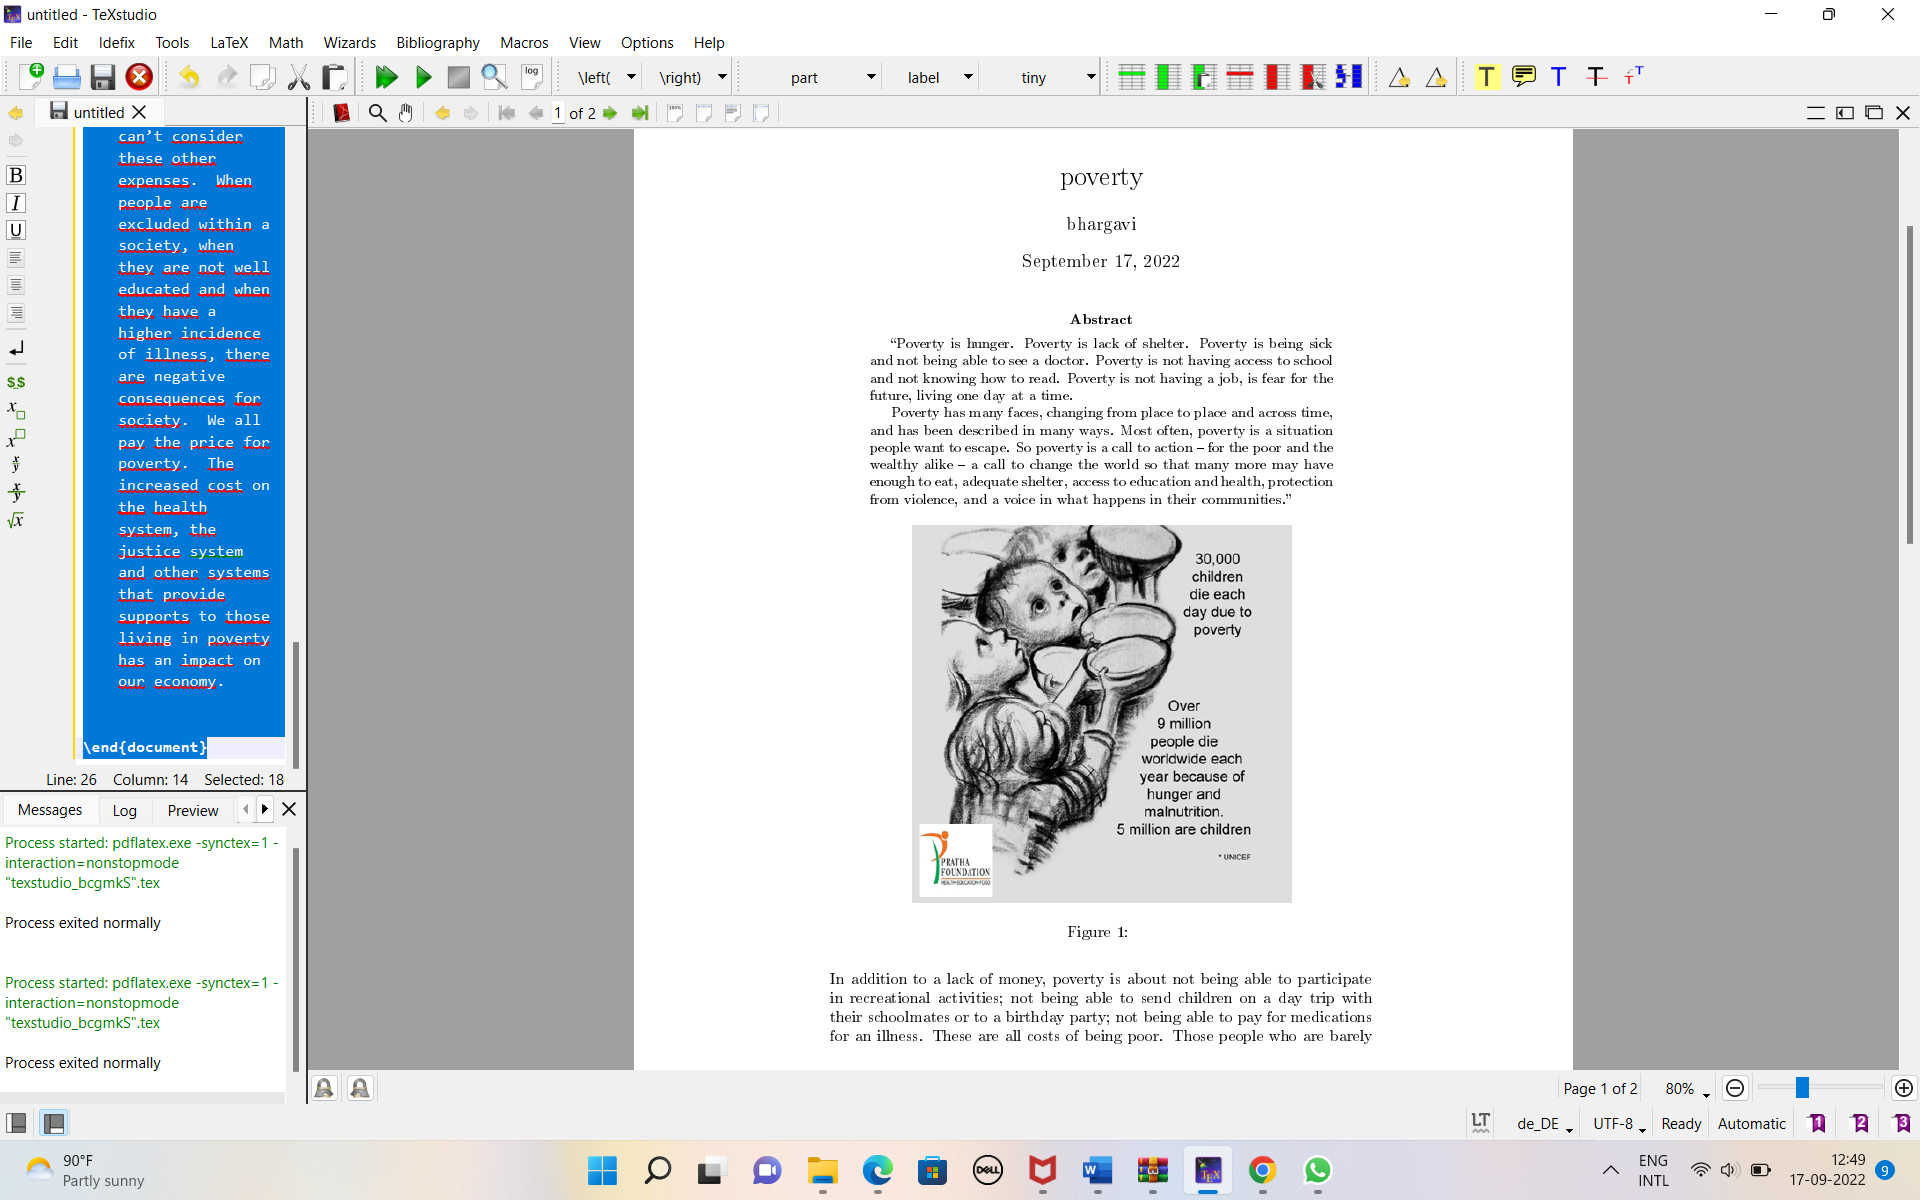 untitled - TeXstudio
File Edit Idefix Tools LaTeX Math Wizards Bibliography Macros View Options Help
log \left( \right) part label tiny T T T T
untitled 1 of 2
can't consider
these other
expenses. When
people are
excluded within a
society, when
they are not well
educated and when
they have a
higher incidence
of illness, there
are negative
consequences for
society. We all
pay the price for
poverty. The
increased cost on
the health
system, the
justice system
and other systems
that provide
supports to those
living in poverty
has an impact on
our economy.
\end{document}
B
I
U
$$
x
x
x/y
x/y
√x
Line: 26 Column: 14 Selected: 18
Messages Log Preview
Process started: pdflatex.exe -synctex=1 -
interaction=nonstopmode
"texstudio_bcgmkS".tex
Process exited normally
Process started: pdflatex.exe -synctex=1 -
interaction=nonstopmode
"texstudio_bcgmkS".tex
Process exited normally
poverty
bhargavi
September 17, 2022
Abstract
“Poverty is hunger. Poverty is lack of shelter. Poverty is being sick
and not being able to see a doctor. Poverty is not having access to school
and not knowing how to read. Poverty is not having a job, is fear for the
future, living one day at a time.
Poverty has many faces, changing from place to place and across time,
and has been described in many ways. Most often, poverty is a situation
people want to escape. So poverty is a call to action – for the poor and the
wealthy alike – a call to change the world so that many more may have
enough to eat, adequate shelter, access to education and health, protection
from violence, and a voice in what happens in their communities.”
30,000
children
die each
day due to
poverty
Over
9 million
people die
worldwide each
year because of
hunger and
malnutrition.
5 million are children
* UNICEF
PRATHA
FOUNDATION
HEALTH•EDUCATION•FOOD
Figure 1:
In addition to a lack of money, poverty is about not being able to participate
in recreational activities; not being able to send children on a day trip with
their schoolmates or to a birthday party; not being able to pay for medications
for an illness. These are all costs of being poor. Those people who are barely
Page 1 of 2 80%
LT de_DE UTF-8 Ready Automatic 1 2 3
90°F
Partly sunny
DELL
W
TEX
ENG
INTL
12:49
17-09-2022
9